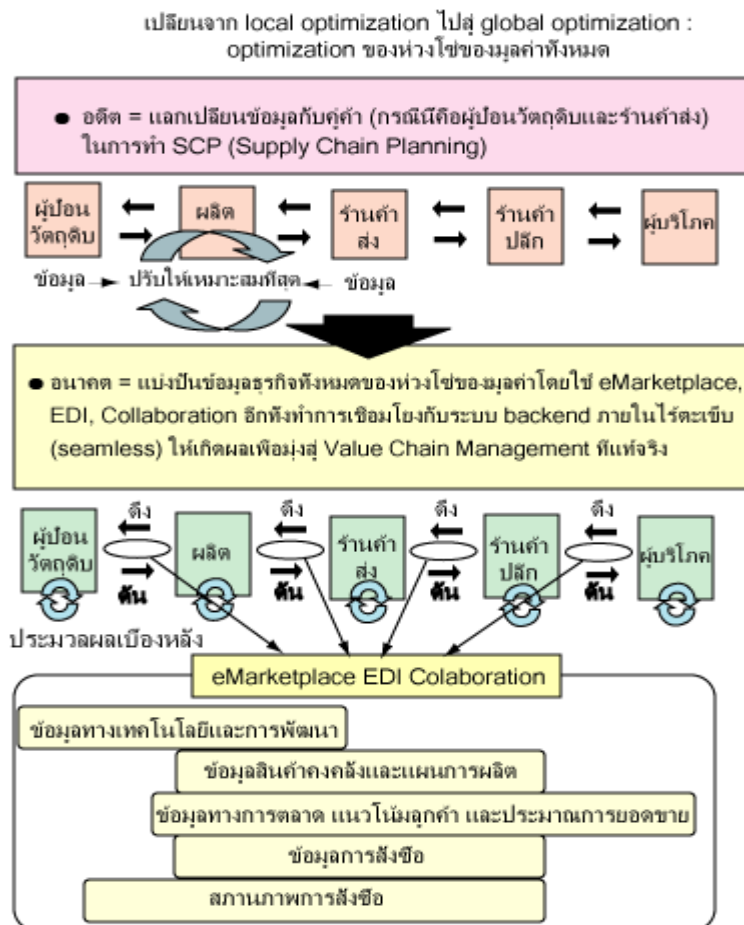 เปลี่ยนจาก local optimization ไปสู่ global optimization :
optimization ของห่วงโซ่ของมูลค่าทั้งหมด
● อดีต = แลกเปลี่ยนข้อมูลกับคู่ค้า (กรณีนี้คือผู้ป้อนวัตถุดิบและร้านค้าส่ง)
ในการทำ SCP (Supply Chain Planning)
ผู้ป้อน
วัตถุดิบ
ผลิต
ร้านค้า
ส่ง
ร้านค้า
ปลีก
ผู้บริโภค
ข้อมูล
ปรับให้เหมาะสมที่สุด
ข้อมูล
● อนาคต = แบ่งปันข้อมูลธุรกิจทั้งหมดของห่วงโซ่ของมูลค่าโดยใช้ eMarketplace,
EDI, Collaboration อีกทั้งทำการเชื่อมโยงกับระบบ backend ภายในไร้ตะเข็บ
(seamless) ให้เกิดผลเพื่อมุ่งสู่ Value Chain Management ที่แท้จริง
ดึง
ดึง
ดึง
ดึง
ผู้ป้อน
วัตถุดิบ
ผลิต
ร้านค้า
ส่ง
ร้านค้า
ปลีก
ผู้บริโภค
ดัน
ดัน
ดัน
ดัน
ประมวลผลเบื้องหลัง
eMarketplace EDI Colaboration
ข้อมูลทางเทคโนโลยีและการพัฒนา
ข้อมูลสินค้าคงคลังและแผนการผลิต
ข้อมูลทางการตลาด แนวโน้มลูกค้า และประมาณการยอดขาย
ข้อมูลการสั่งซื้อ
สภานภาพการสั่งซื้อ